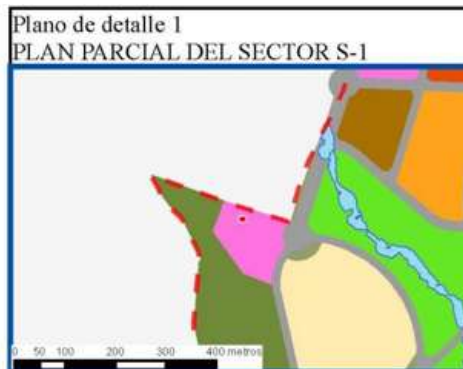 Plano de detalle 1
PLAN PARCIAL DEL SECTOR S-1
0 50 100 200 300 400 metros